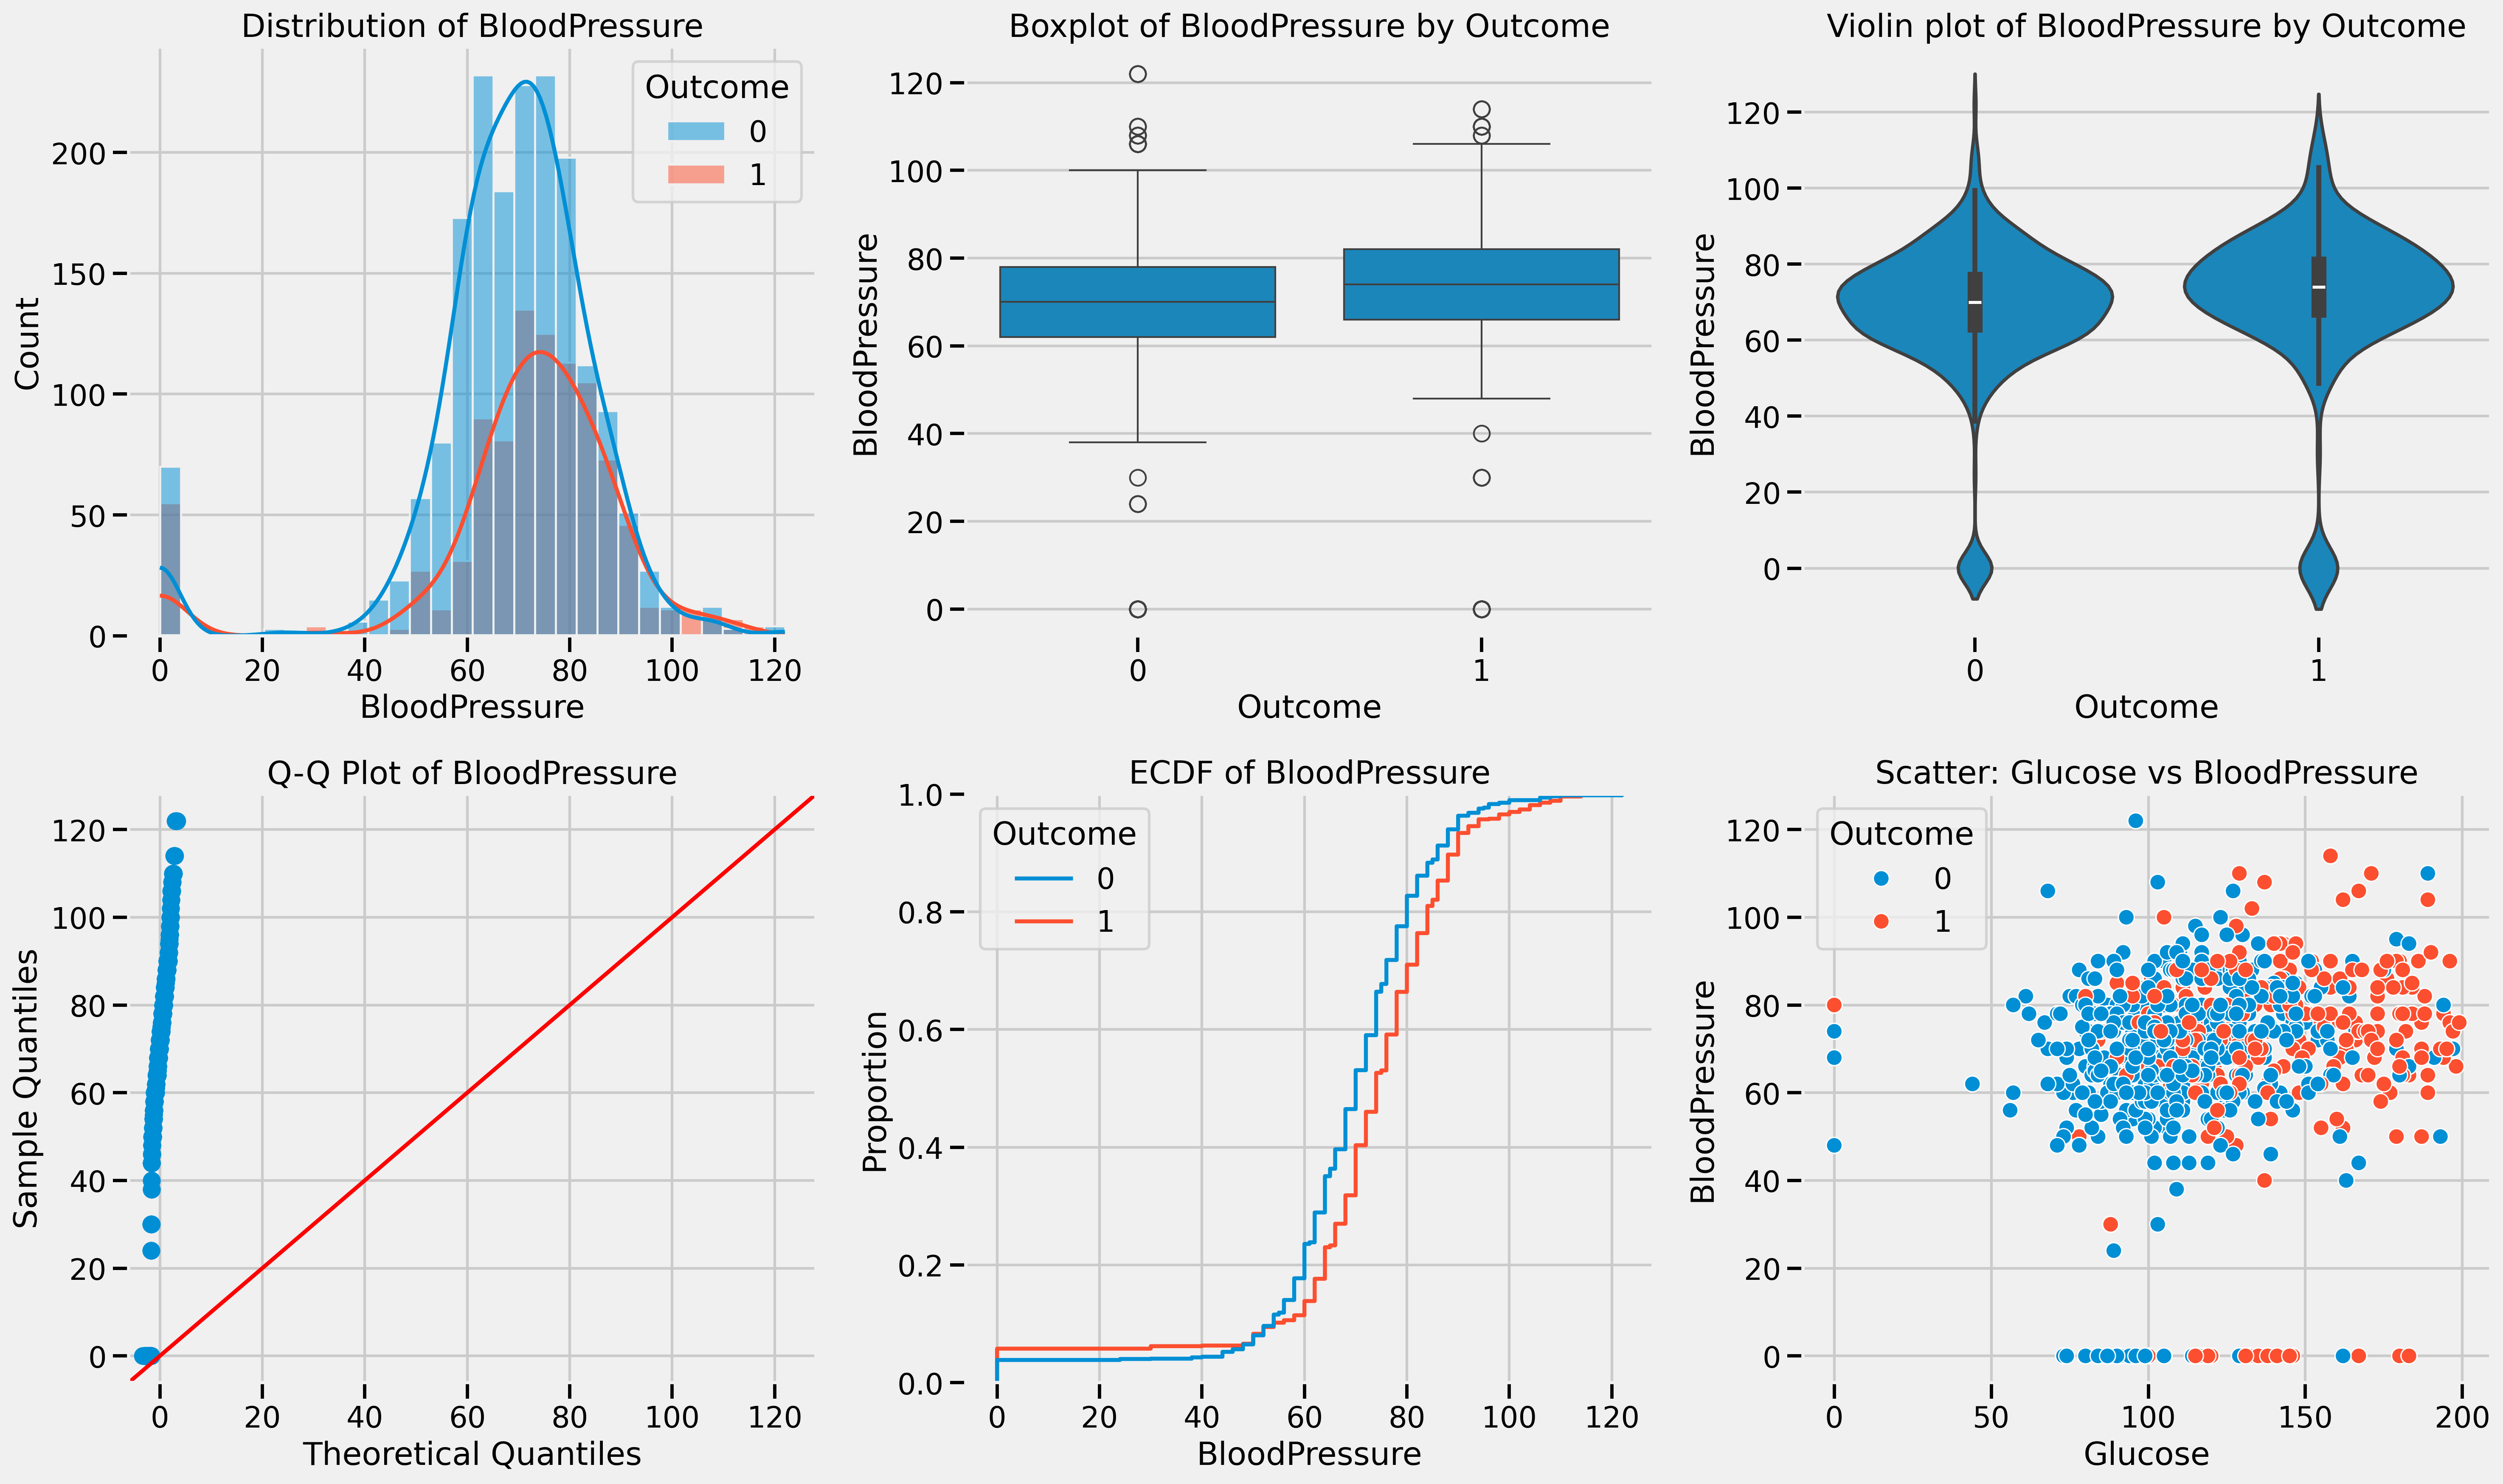 Distribution of BloodPressure
Outcome
0
1
200
150
100
50
0
Count
0 20 40 60 80 100 120
BloodPressure
Boxplot of BloodPressure by Outcome
120
100
80
60
40
20
0
BloodPressure
0 1
Outcome
Violin plot of BloodPressure by Outcome
120
100
80
60
40
20
0
BloodPressure
0 1
Outcome
Q-Q Plot of BloodPressure
120
100
80
60
40
20
0
Sample Quantiles
0 20 40 60 80 100 120
Theoretical Quantiles
ECDF of BloodPressure
Outcome
0
1
1.0
0.8
0.6
0.4
0.2
0.0
Proportion
0 20 40 60 80 100 120
BloodPressure
Scatter: Glucose vs BloodPressure
Outcome
0
1
120
100
80
60
40
20
0
BloodPressure
0 50 100 150 200
Glucose